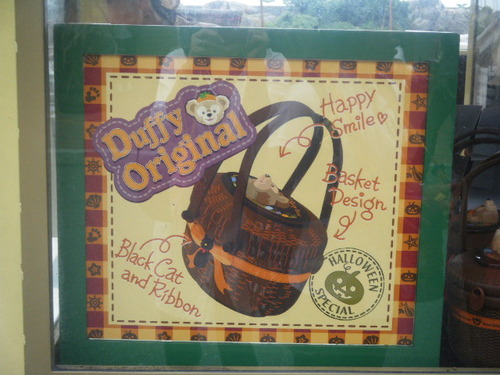 Duffy
Original
Happy
Smile
Basket
Design
Black Cat
and Ribbon
HALLOWEEN
SPECIAL